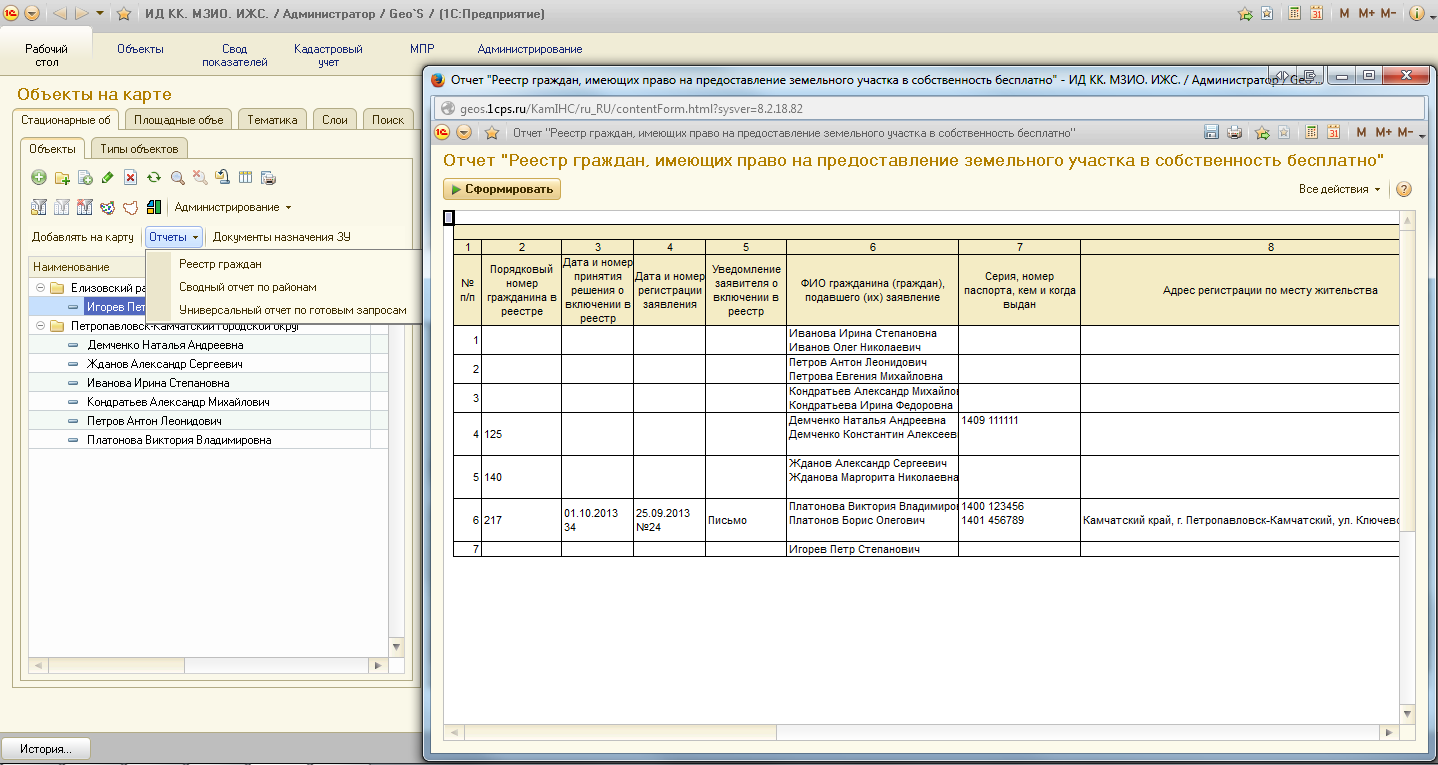 ИД КК. МЗИО. ИЖС. / Администратор / Geo`S / (1С:Предприятие)
M M+ M-
Рабочий
стол
Объекты
Свод
показателей
Кадастровый
учет
МПР
Администрирование
Объекты на карте
Стационарные об
Площадные объе
Тематика
Слои
Поиск
Объекты
Типы объектов
Администрирование
Добавлять на карту
Отчеты
Документы назначения ЗУ
Реестр граждан
Сводный отчет по районам
Универсальный отчет по готовым запросам
Наименование
Елизовский ра
Игорев Пет
Петропавловск-Камчатский городской округ
Демченко Наталья Андреевна
Жданов Александр Сергеевич
Иванова Ирина Степановна
Кондратьев Александр Михайлович
Петров Антон Леонидович
Платонова Виктория Владимировна
История...
Отчет "Реестр граждан, имеющих право на предоставление земельного участка в собственность бесплатно" - ИД КК. МЗИО. ИЖС. / Администратор / Geo
geos.1cps.ru/KamIHC/ru_RU/contentForm.html?sysver=8.2.18.82
Отчет "Реестр граждан, имеющих право на предоставление земельного участка в собственность бесплатно"
31 M M+ M-
Отчет "Реестр граждан, имеющих право на предоставление земельного участка в собственность бесплатно"
Сформировать
Все действия
?
1 2 3 4 5 6 7 8
№
п/п
Порядковый
номер
гражданина в
реестре
Дата и номер
принятия
решения о
включении в
реестр
Дата и номер
регистрации
заявления
Уведомление
заявителя о
включении в
реестр
ФИО гражданина (граждан),
подавшего (их) заявление
Серия, номер
паспорта, кем и когда
выдан
Адрес регистрации по месту жительства
1
Иванова Ирина Степановна
Иванов Олег Николаевич
2
Петров Антон Леонидович
Петрова Евгения Михайловна
3
Кондратьев Александр Михайло
Кондратьева Ирина Федоровна
4 125
Демченко Наталья Андреевна
Демченко Константин Алексеев
1409 111111
5 140
Жданов Александр Сергеевич
Жданова Маргорита Николаевна
6 217
01.10.2013
34
25.09.2013
№24
Письмо
Платонова Виктория Владимиро
Платонов Борис Олегович
1400 123456
1401 456789
Камчатский край, г. Петропавловск-Камчатский, ул. Ключевс
7
Игорев Петр Степанович